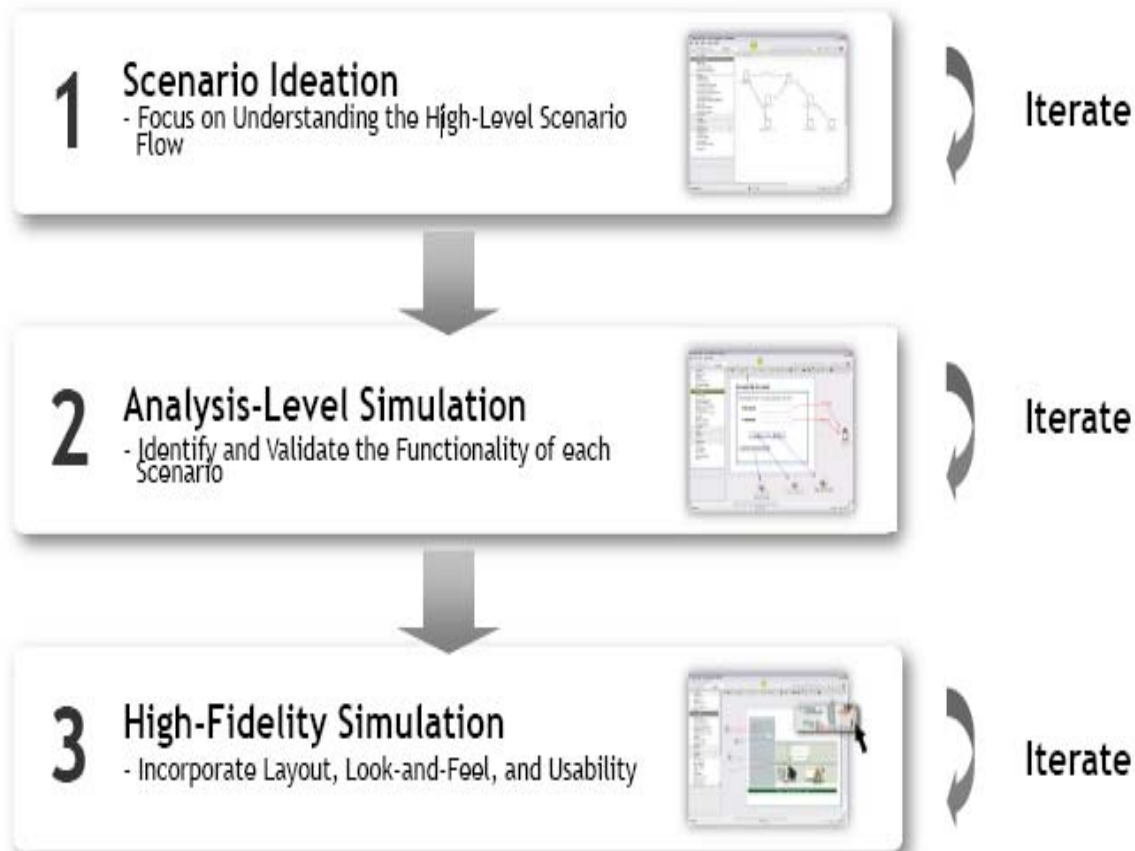 1
Scenario Ideation
- Focus on Understanding the High-Level Scenario
Flow
Iterate
2
Analysis-Level Simulation
- Identify and Validate the Functionality of each
Scenario
Iterate
3
High-Fidelity Simulation
- Incorporate Layout, Look-and-Feel, and Usability
Iterate